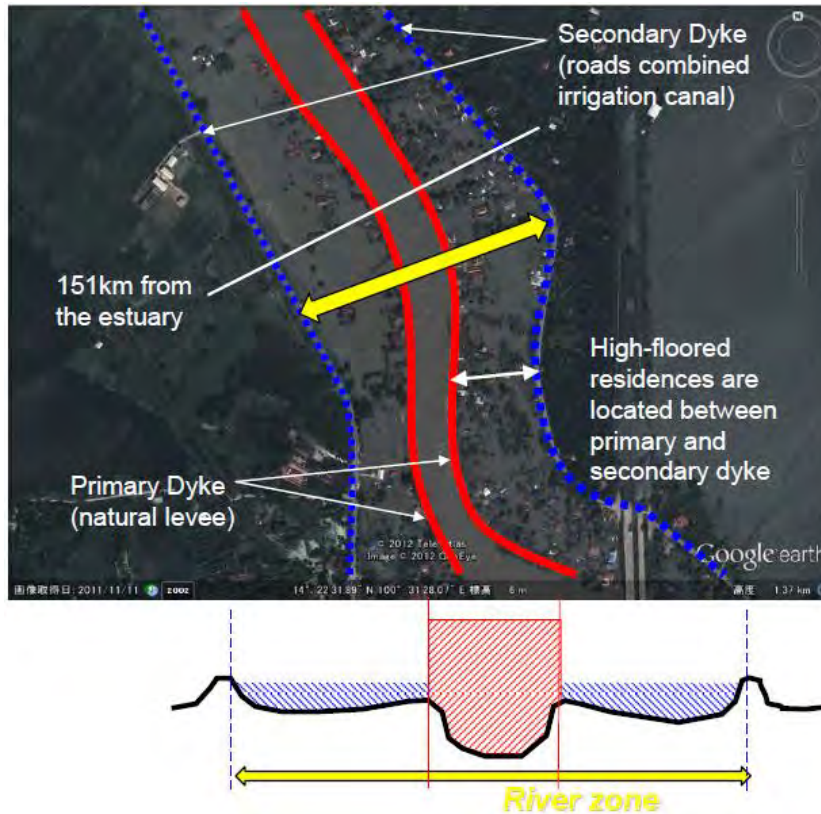 N
Secondary Dyke
(roads combined
irrigation canal)
151km from
the estuary
High-floored
residences are
located between
primary and
secondary dyke
Primary Dyke
(natural levee)
© 2012 Tele Atlas
Image © 2012 GeoEye
Google earth
画像取得日: 2011/11/11
2002
14°, 22'31.89" N 100°, 31'28.07" E 標高 6 m
高度 1.37 km
River zone